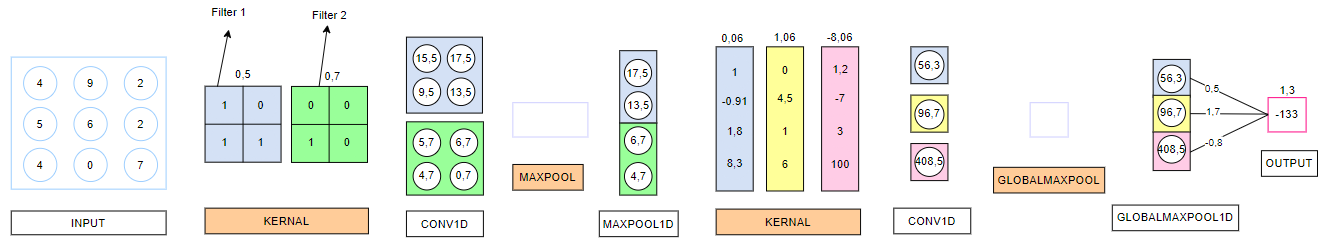 Filter 1
Filter 2
0,5
0,7
4 9 2
5 6 2
4 0 7
INPUT
1 0
1 1
0 0
1 0
KERNAL
15,5 17,5
9,5 13,5
5,7 6,7
4,7 0,7
CONV1D
MAXPOOL
17,5
13,5
6,7
4,7
MAXPOOL1D
0,06 1,06 -8,06
1 0 1,2
-0.91 4,5 -7
1,8 1 3
8,3 6 100
KERNAL
56,3
96,7
408,5
CONV1D
GLOBALMAXPOOL
56,3
96,7
408,5
GLOBALMAXPOOL1D
0,5
1,7
-0,8
1,3
-133
OUTPUT